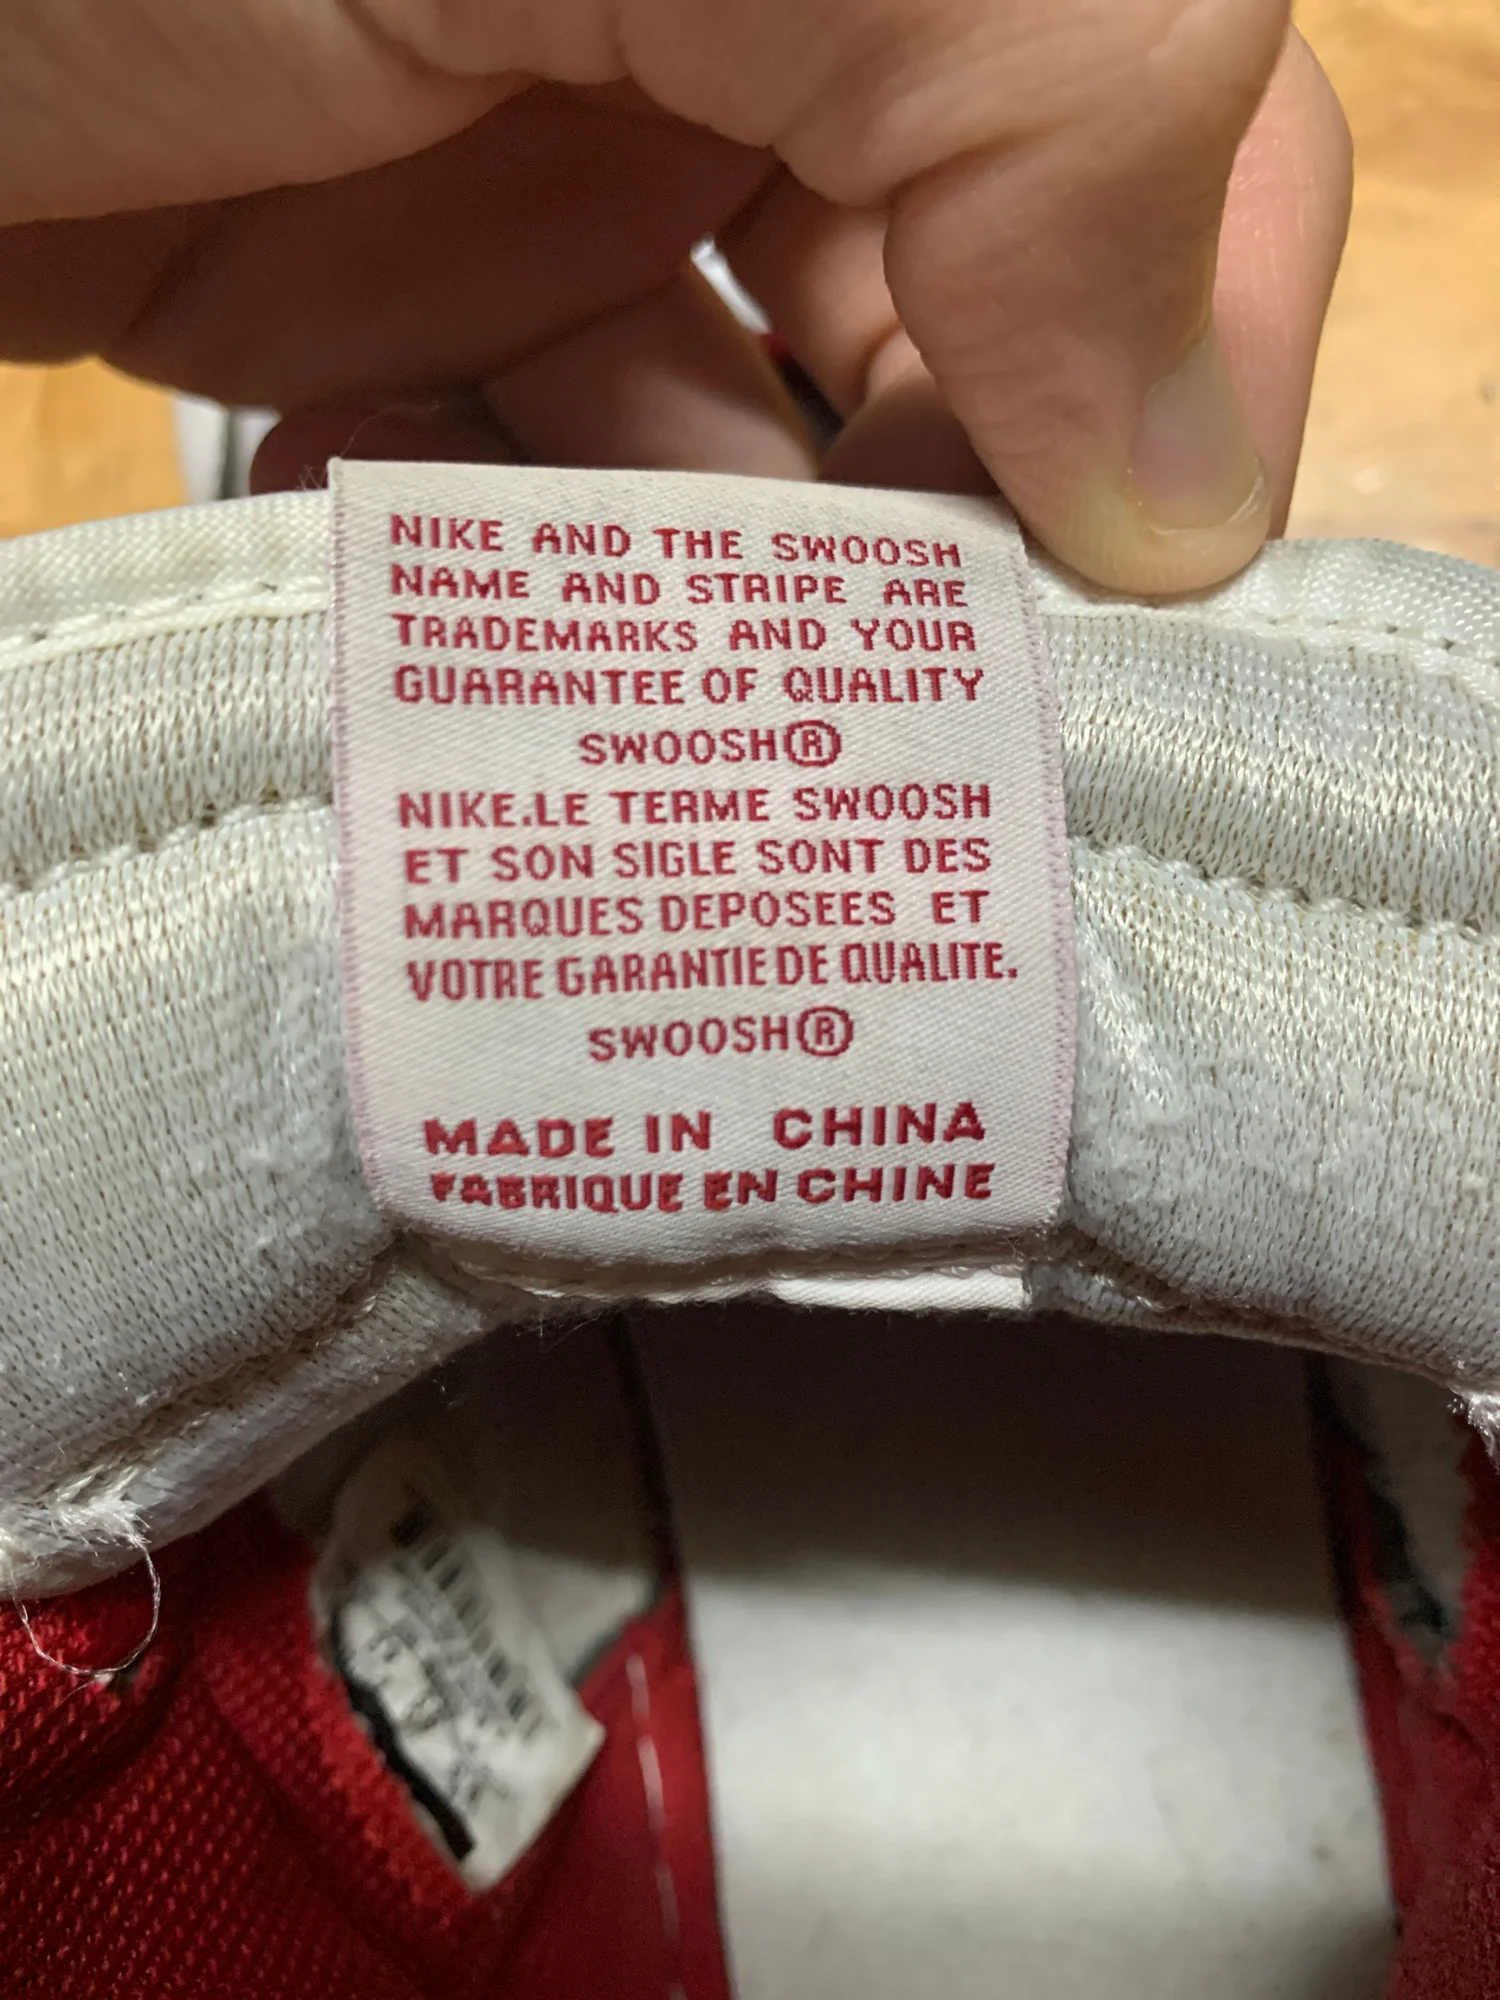 NIKE AND THE SWOOSH
NAME AND STRIPE ARE
TRADEMARKS AND YOUR
GUARANTEE OF QUALITY
SWOOSH®
NIKE.LE TERME SWOOSH
ET SON SIGLE SONT DES
MARQUES DEPOSEES ET
VOTRE GARANTIE DE QUALITE.
SWOOSH®
MADE IN CHINA
FABRIQUE EN CHINE